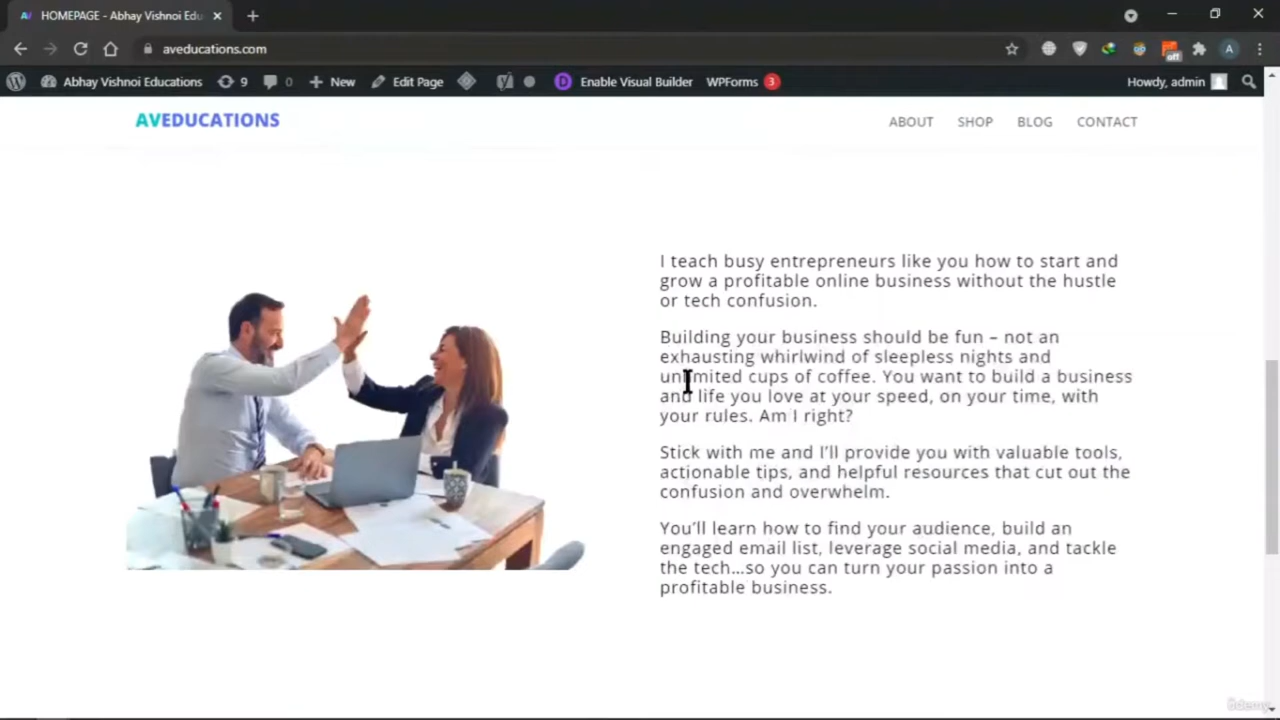 HOMEPAGE - Abhay Vishnoi Edu
aveducations.com
off
A
Abhay Vishnoi Educations 9 0 New Edit Page D Enable Visual Builder WPForms 3 Howdy, admin
AVEDUCATIONS
ABOUT SHOP BLOG CONTACT
I teach busy entrepreneurs like you how to start and
grow a profitable online business without the hustle
or tech confusion.
Building your business should be fun – not an
exhausting whirlwind of sleepless nights and
unlimited cups of coffee. You want to build a business
and life you love at your speed, on your time, with
your rules. Am I right?
Stick with me and I’ll provide you with valuable tools,
actionable tips, and helpful resources that cut out the
confusion and overwhelm.
You’ll learn how to find your audience, build an
engaged email list, leverage social media, and tackle
the tech...so you can turn your passion into a
profitable business.
ûdemy